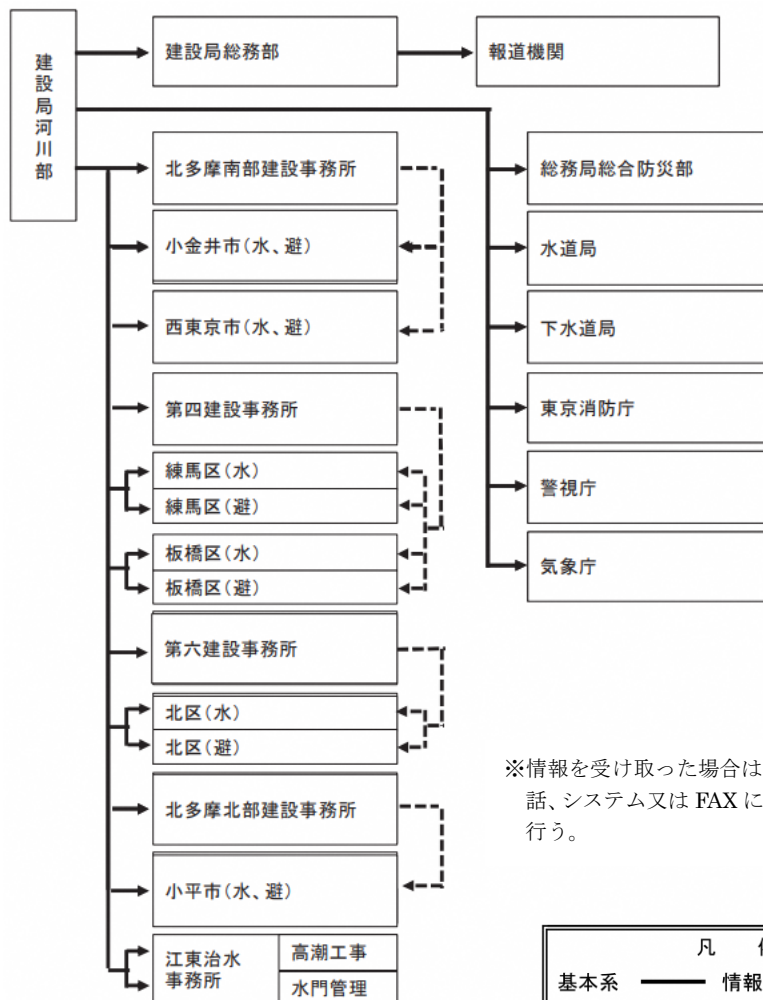 建設局河川部
建設局総務部
報道機関
北多摩南部建設事務所
小金井市(水、避)
西東京市(水、避)
第四建設事務所
練馬区(水)
練馬区(避)
板橋区(水)
板橋区(避)
第六建設事務所
北区(水)
北区(避)
北多摩北部建設事務所
小平市(水、避)
江東治水
事務所
高潮工事
水門管理
総務局総合防災部
水道局
下水道局
東京消防庁
警視庁
気象庁
※情報を受け取った場合は
話、システム又は FAX に
行う。
凡
基本系 情報